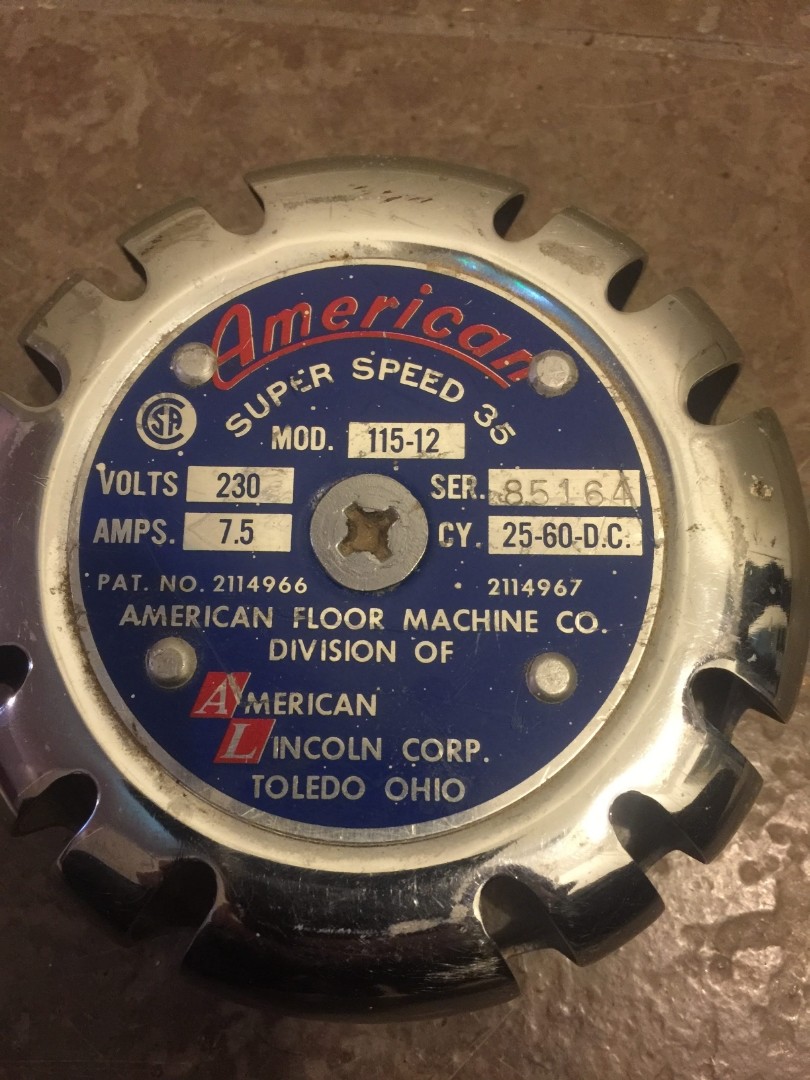 American
SUPER SPEED 35
CSA
MOD. 115-12
VOLTS 230 SER. 85164
AMPS. 7.5 CY. 25-60-D.C.
PAT. NO. 2114966 • 2114967
AMERICAN FLOOR MACHINE CO.
DIVISION OF
AMERICAN
LINCOLN CORP.
TOLEDO OHIO